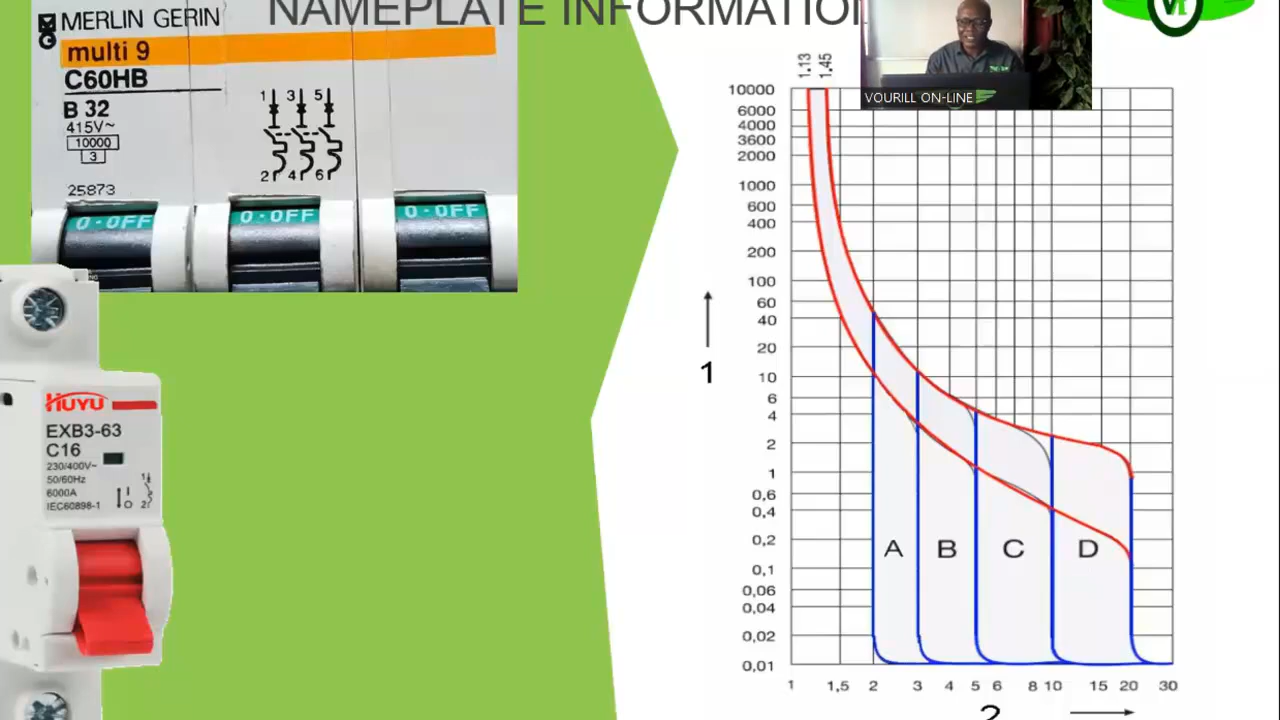 NAMEPLATE INFORMATION
MERLIN GERIN
multi 9
C60HB
B 32
415V~
10000
3
25873
1 3 5
2 4 6
0·OFF 0·OFF 0·OFF
HUYU
EXB3-63
C16
230/400V~
50/60Hz
6000A
IEC60898-1
1
I
O
2
VOURILL ON-LINE
1.13 1.45
10000
6000
4000
3600
2000
1000
600
400
200
100
60
40
20
10
6
4
2
1
0,6
0,4
0,2
0,1
0,06
0,04
0,02
0,01
1
A B C D
1 1,5 2 3 4 5 6 8 10 15 20 30
2